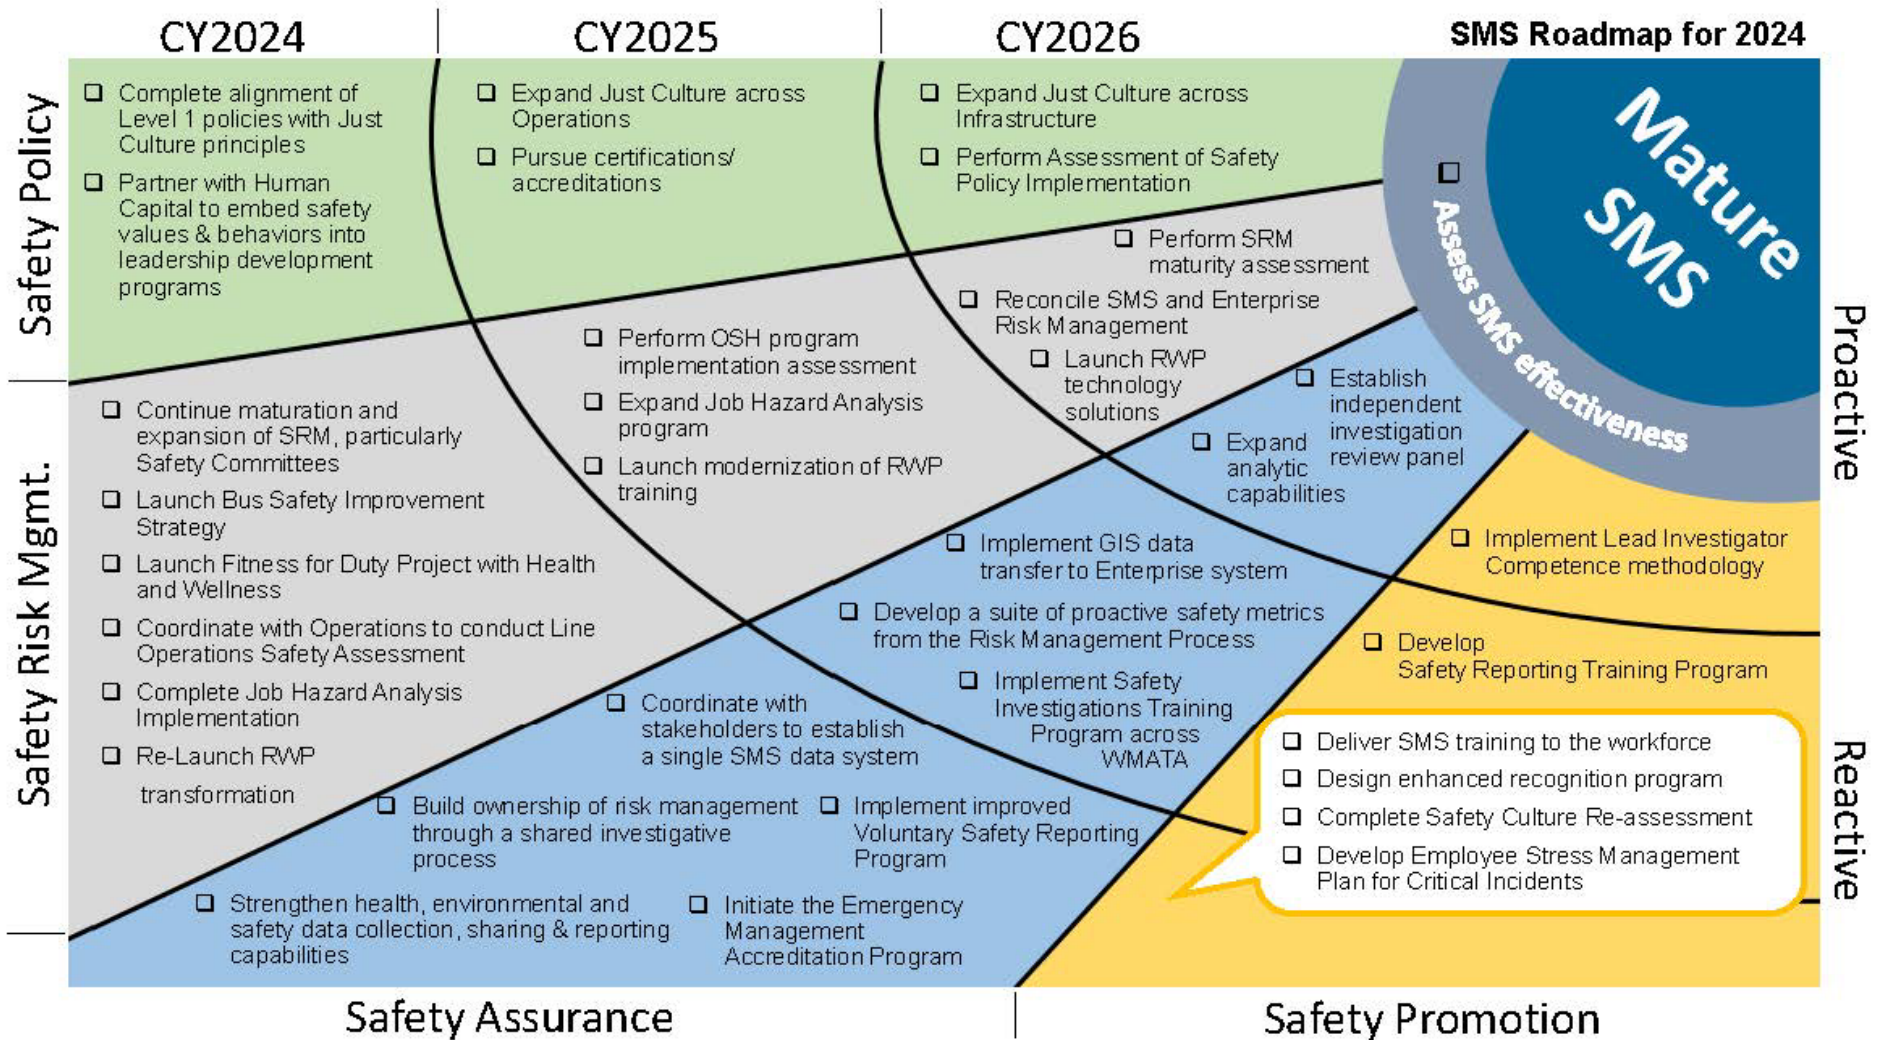 CY2024
CY2025
CY2026
SMS Roadmap for 2024
Safety Policy
❑ Complete alignment of
Level 1 policies with Just
Culture principles
❑ Partner with Human
Capital to embed safety
values & behaviors into
leadership development
programs
❑ Expand Just Culture across
Operations
❑ Pursue certifications/
accreditations
❑ Expand Just Culture across
Infrastructure
❑ Perform Assessment of Safety
Policy Implementation
Mature
SMS
❑ Assess SMS effectiveness
Safety Risk Mgmt.
❑ Continue maturation and
expansion of SRM, particularly
Safety Committees
❑ Launch Bus Safety Improvement
Strategy
❑ Launch Fitness for Duty Project with Health
and Wellness
❑ Coordinate with Operations to conduct Line
Operations Safety Assessment
❑ Complete Job Hazard Analysis
Implementation
❑ Re-Launch RWP
transformation
❑ Perform OSH program
implementation assessment
❑ Expand Job Hazard Analysis
program
❑ Launch modernization of RWP
training
❑ Perform SRM
maturity assessment
❑ Reconcile SMS and Enterprise
Risk Management
❑ Launch RWP
technology
solutions
❑ Establish
independent
investigation
review panel
❑ Expand
analytic
capabilities
❑ Implement GIS data
transfer to Enterprise system
❑ Develop a suite of proactive safety metrics
from the Risk Management Process
❑ Implement Safety
Investigations Training
Program across
WMATA
❑ Coordinate with
stakeholders to establish
a single SMS data system
❑ Build ownership of risk management
through a shared investigative
process
❑ Implement improved
Voluntary Safety Reporting
Program
❑ Strengthen health, environmental and
safety data collection, sharing & reporting
capabilities
❑ Initiate the Emergency
Management
Accreditation Program
❑ Implement Lead Investigator
Competence methodology
❑ Develop
Safety Reporting Training Program
❑ Deliver SMS training to the workforce
❑ Design enhanced recognition program
❑ Complete Safety Culture Re-assessment
❑ Develop Employee Stress Management
Plan for Critical Incidents
Proactive
Reactive
Safety Assurance
Safety Promotion